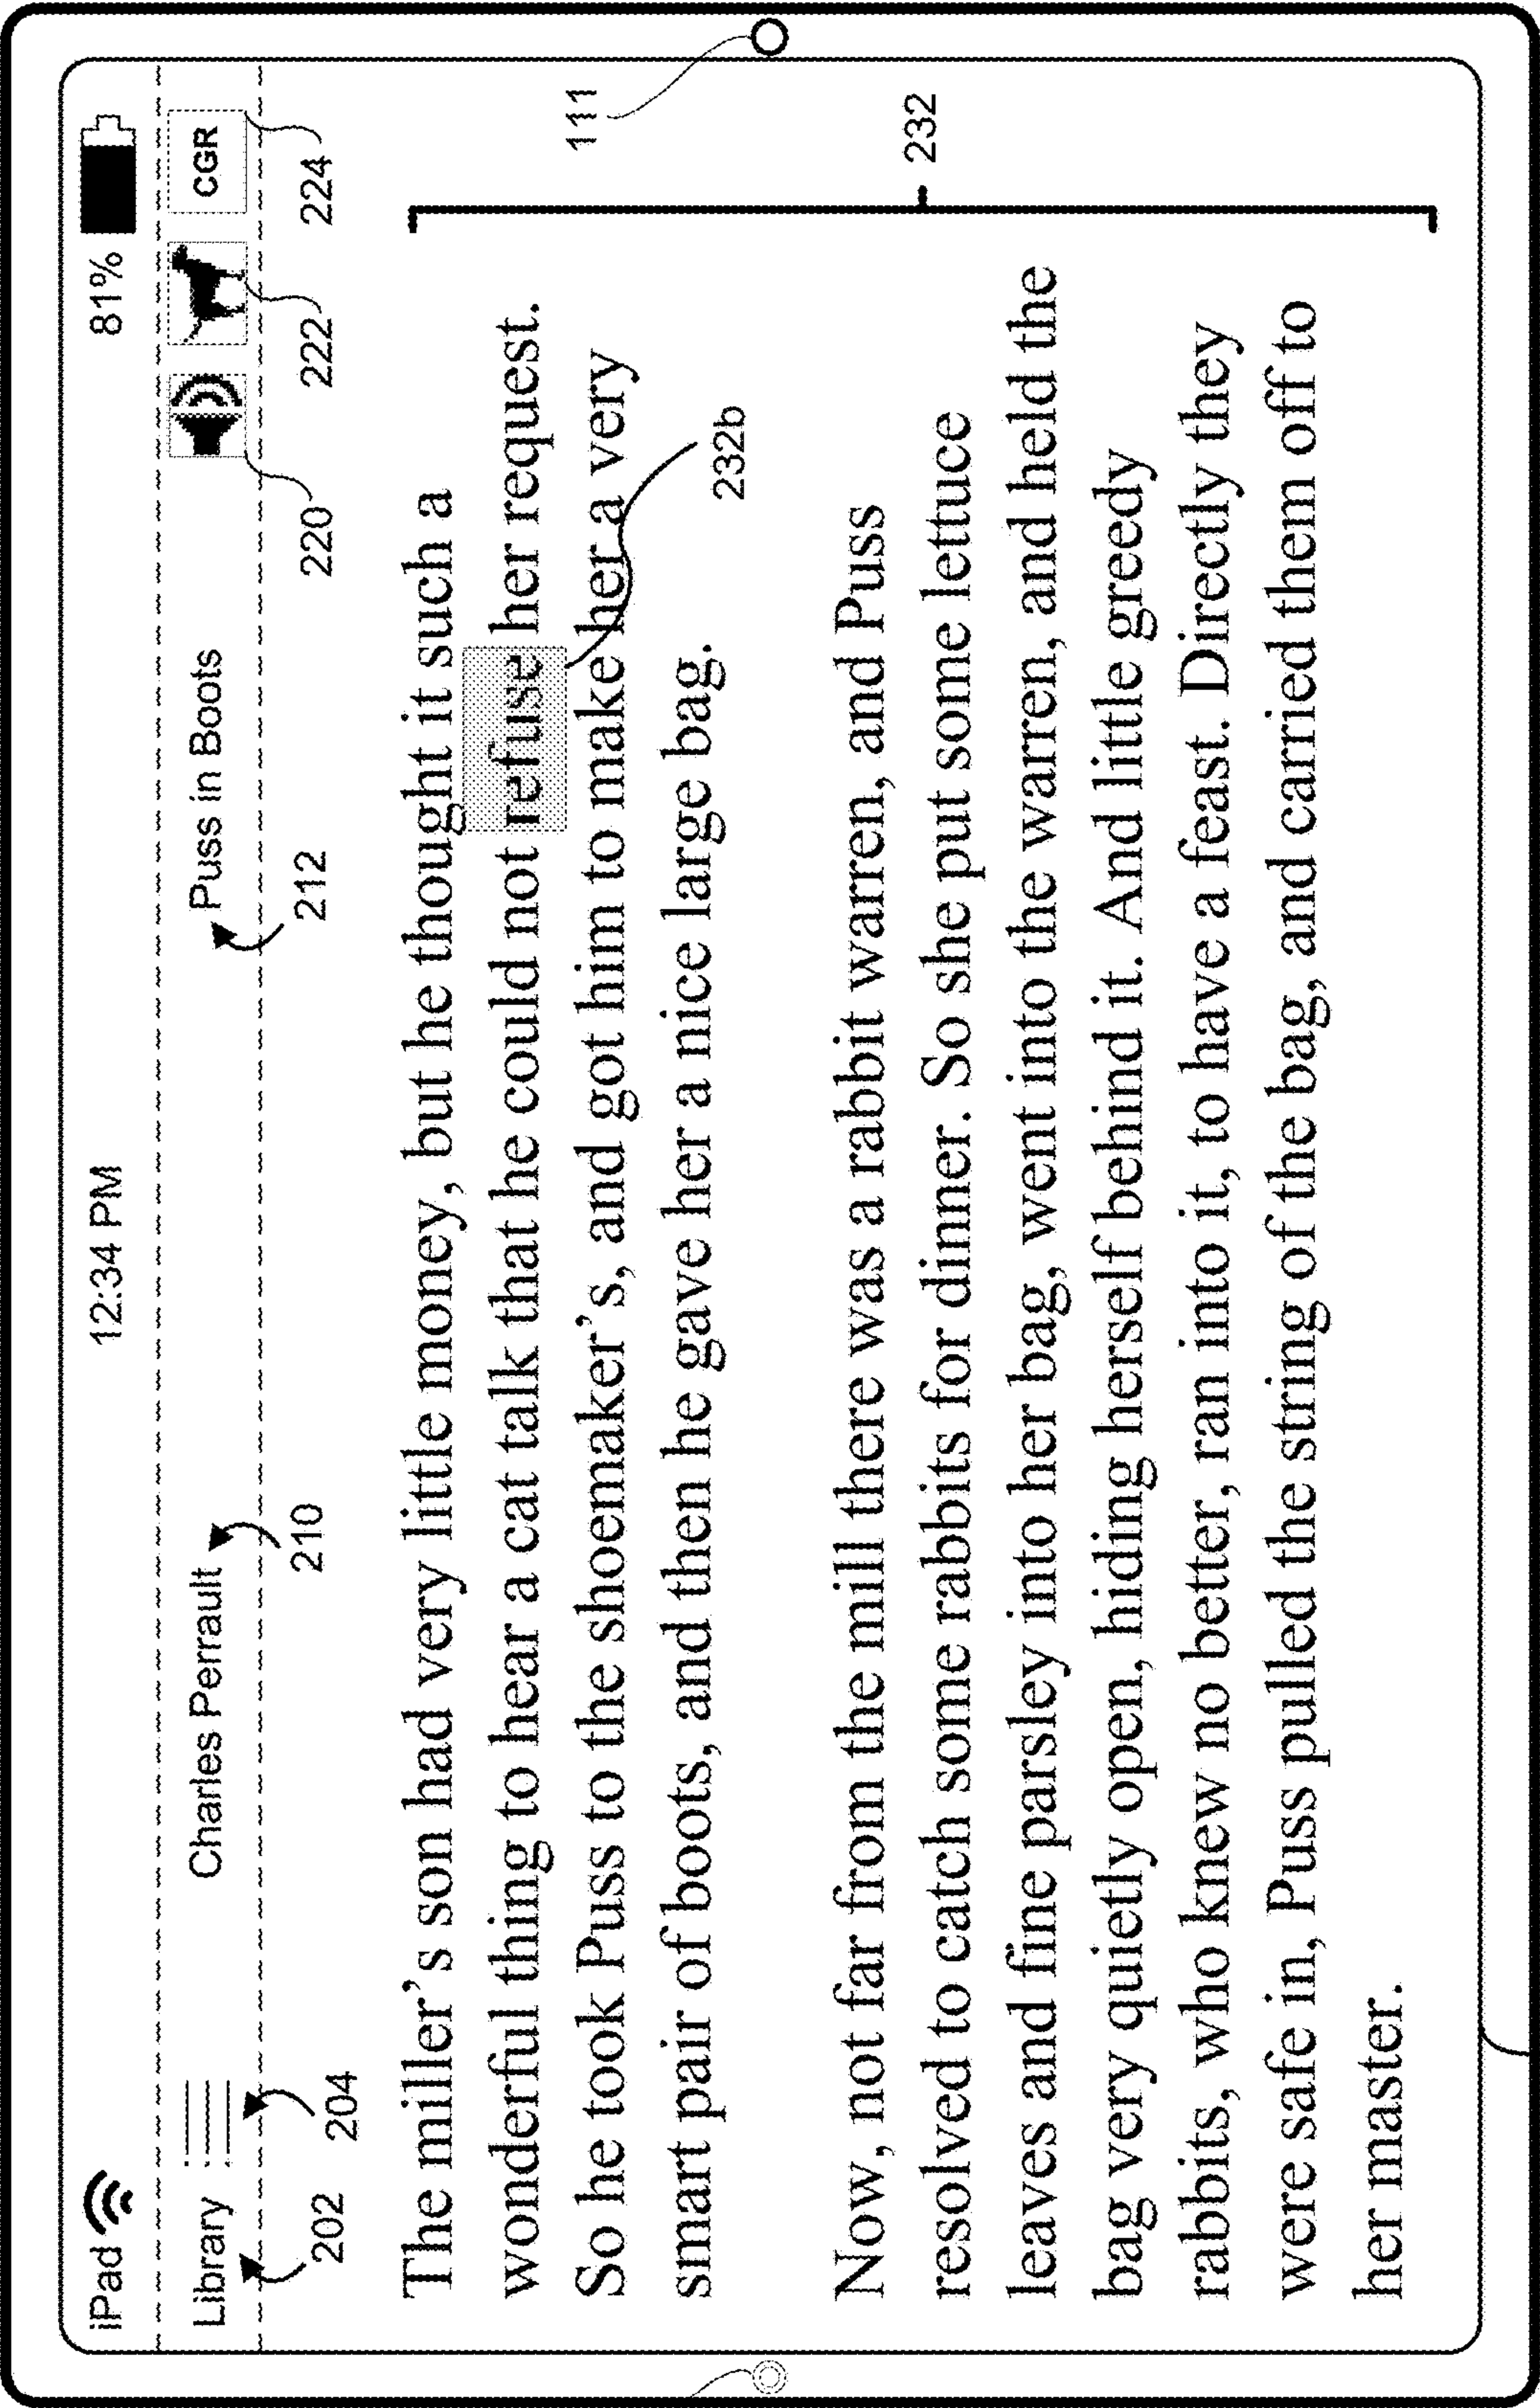 iPad 12:34 PM 81%
Library Charles Perrault Puss in Boots CGR
202 204 210 212 220 222 224
The miller's son had very little money, but he thought it such a
wonderful thing to hear a cat talk that he could not refuse her request.
So he took Puss to the shoemaker's, and got him to make her a very
smart pair of boots, and then he gave her a nice large bag.
232b
111
Now, not far from the mill there was a rabbit warren, and Puss
resolved to catch some rabbits for dinner. So she put some lettuce
232
leaves and fine parsley into her bag, went into the warren, and held the
bag very quietly open, hiding herself behind it. And little greedy
rabbits, who knew no better, ran into it, to have a feast. Directly they
were safe in, Puss pulled the string of the bag, and carried them off to
her master.